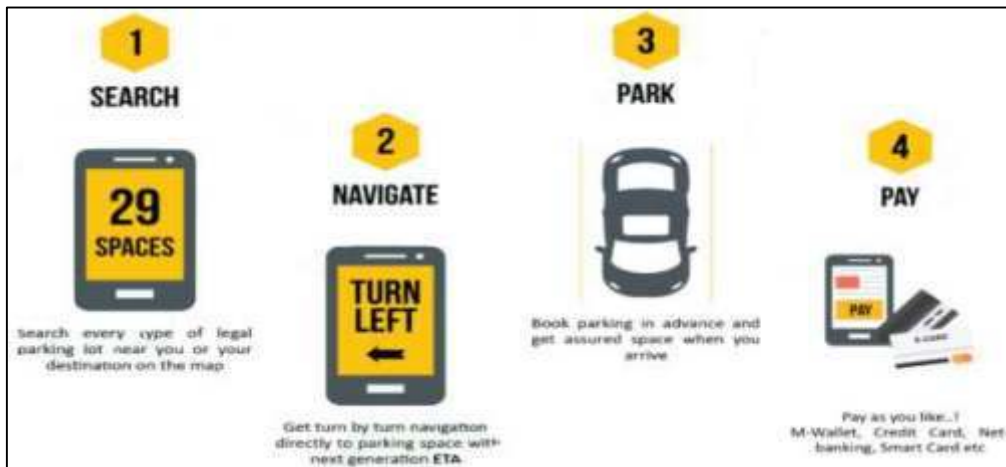 1
SEARCH
29
SPACES
Search every type of legal
parking lot near you or your
destination on the map
2
NAVIGATE
TURN
LEFT
Get turn by turn navigation
directly to parking space with
next generation ETA
3
PARK
Book parking in advance and
get assured space when you
arrive
4
PAY
PAY
Pay as you like..!
M-Wallet, Credit Card, Net
banking, Smart Card etc